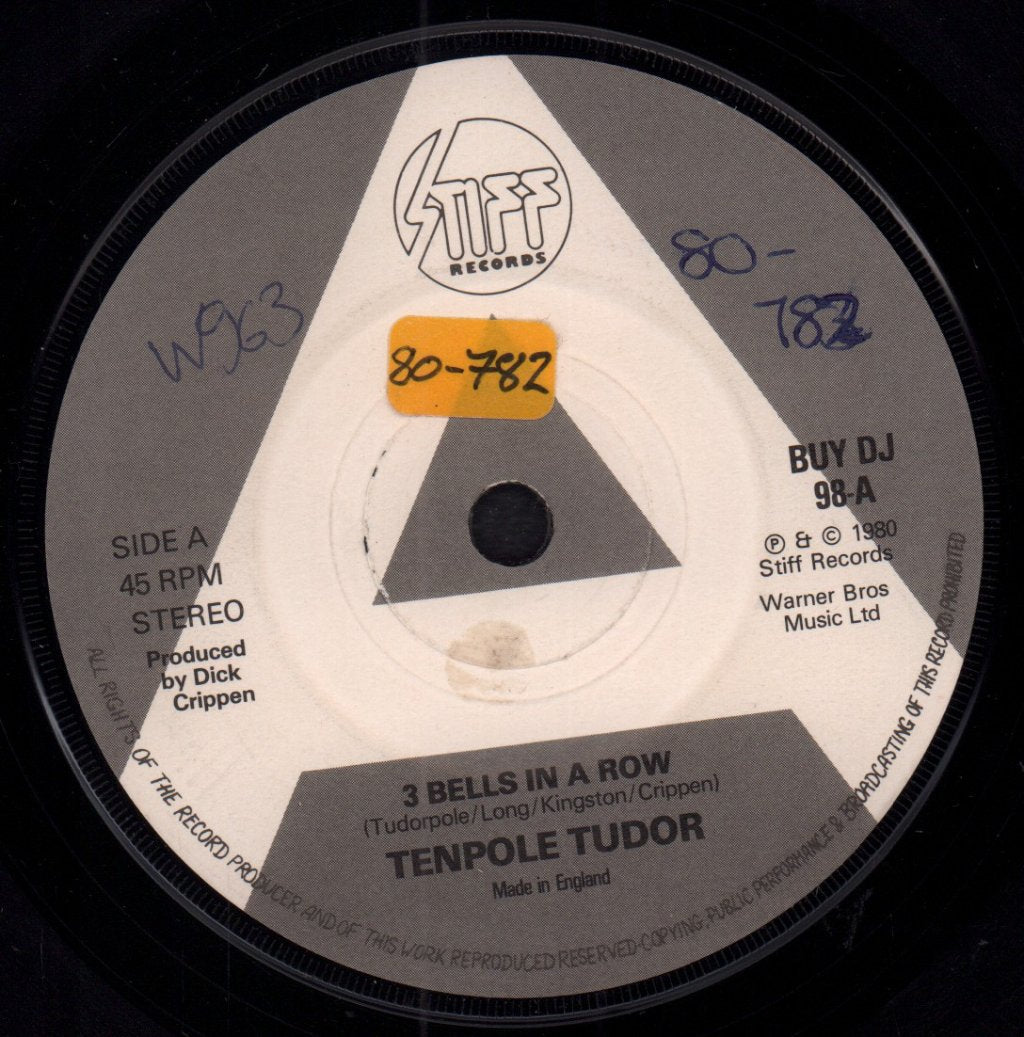 STIFF
RECORDS
W963
80-
782
80-782
BUY DJ
98-A
SIDE A
45 RPM
STEREO
Produced
by Dick
Crippen
℗ & © 1980
Stiff Records
Warner Bros
Music Ltd
3 BELLS IN A ROW
(Tudorpole/Long/Kingston/Crippen)
TENPOLE TUDOR
Made in England
ALL RIGHTS OF THE RECORD PRODUCER AND OF THIS WORK REPRODUCED RESERVED-COPYING, PUBLIC PERFORMANCE & BROADCASTING OF THIS RECORD PROHIBITED